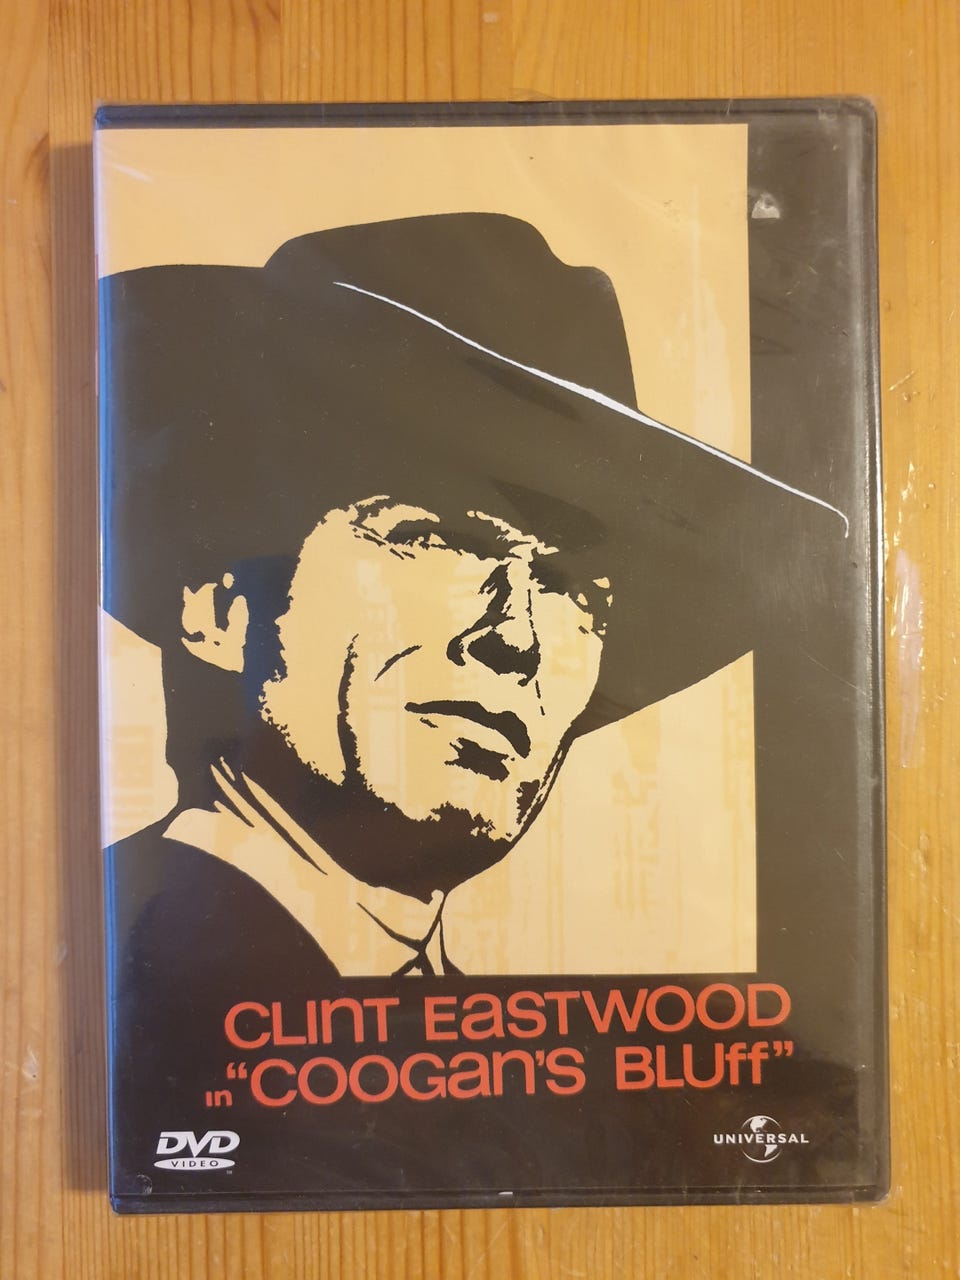 CLINT EASTWOOD
in "COOGAN'S BLUFF"
DVD
VIDEO
UNIVERSAL